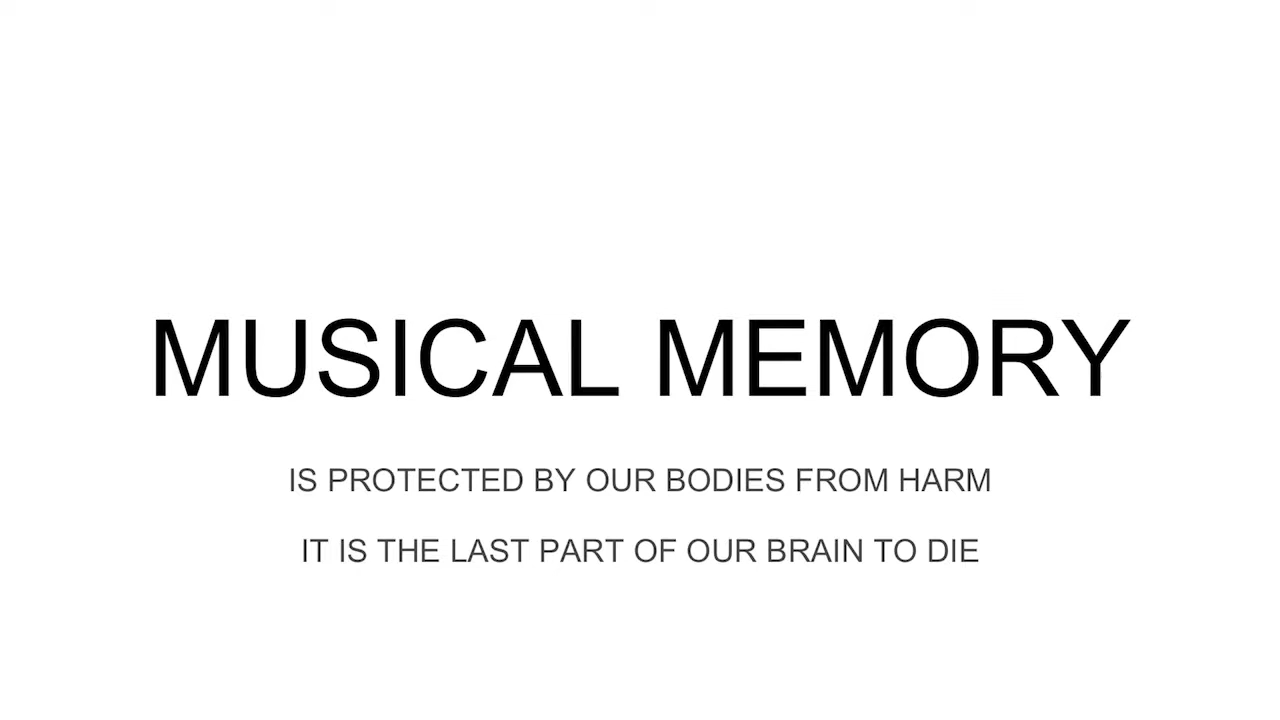 MUSICAL MEMORY
IS PROTECTED BY OUR BODIES FROM HARM
IT IS THE LAST PART OF OUR BRAIN TO DIE